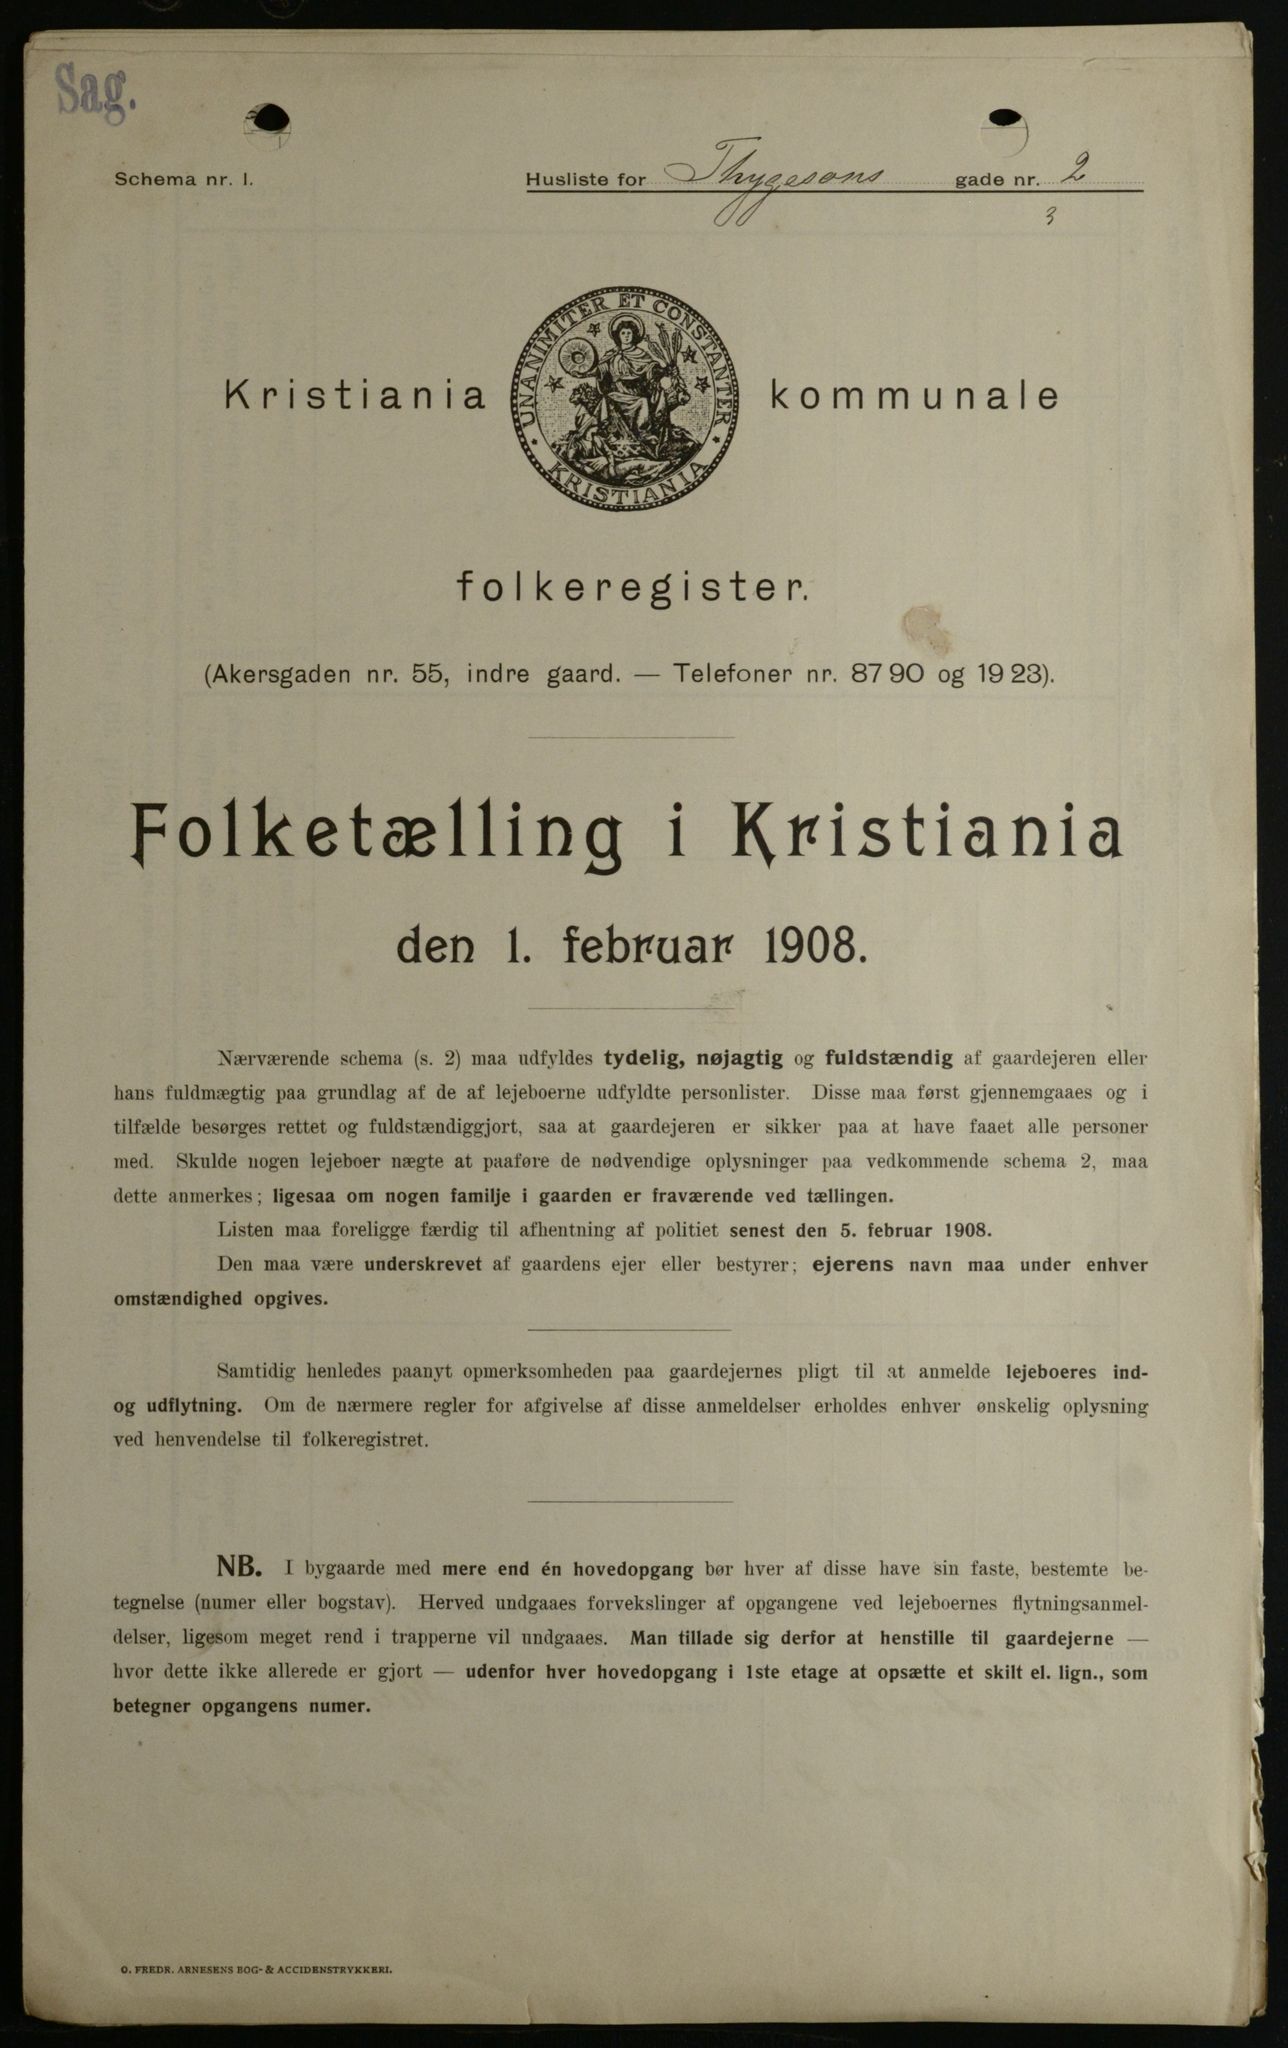 Sag.
Schema nr. 1.
Husliste for Thygesons gade nr. 2
3
UNANIMITER ET CONSTANTER
KRISTIANIA
Kristiania kommunale
folkeregister.
(Akersgaden nr. 55, indre gaard. — Telefoner nr. 87 90 og 19 23).
Folketælling i Kristiania
den 1. februar 1908.
Nærværende schema (s. 2) maa udfyldes tydelig, nøjagtig og fuldstændig af gaardejeren eller
hans fuldmægtig paa grundlag af de af lejeboerne udfyldte personlister. Disse maa først gjennemgaaes og i
tilfælde besørges rettet og fuldstændiggjort, saa at gaardejeren er sikker paa at have faaet alle personer
med. Skulde nogen lejeboer nægte at paaføre de nødvendige oplysninger paa vedkommende schema 2, maa
dette anmerkes; ligesaa om nogen familje i gaarden er fraværende ved tællingen.
Listen maa foreligge færdig til afhentning af politiet senest den 5. februar 1908.
Den maa være underskrevet af gaardens ejer eller bestyrer; ejerens navn maa under enhver
omstændighed opgives.
Samtidig henledes paanyt opmerksomheden paa gaardejernes pligt til at anmelde lejeboeres ind-
og udflytning. Om de nærmere regler for afgivelse af disse anmeldelser erholdes enhver ønskelig oplysning
ved henvendelse til folkeregistret.
NB. I bygaarde med mere end én hovedopgang bør hver af disse have sin faste, bestemte be-
tegnelse (numer eller bogstav). Herved undgaaes forvekslinger af opgangene ved lejeboernes flytningsanmel-
delser, ligesom meget rend i trapperne vil undgaaes. Man tillade sig derfor at henstille til gaardejerne —
hvor dette ikke allerede er gjort — udenfor hver hovedopgang i 1ste etage at opsætte et skilt el. lign., som
betegner opgangens numer.
O. FREDR. ARNESENS BOG- & ACCIDENSTRYKKERI.